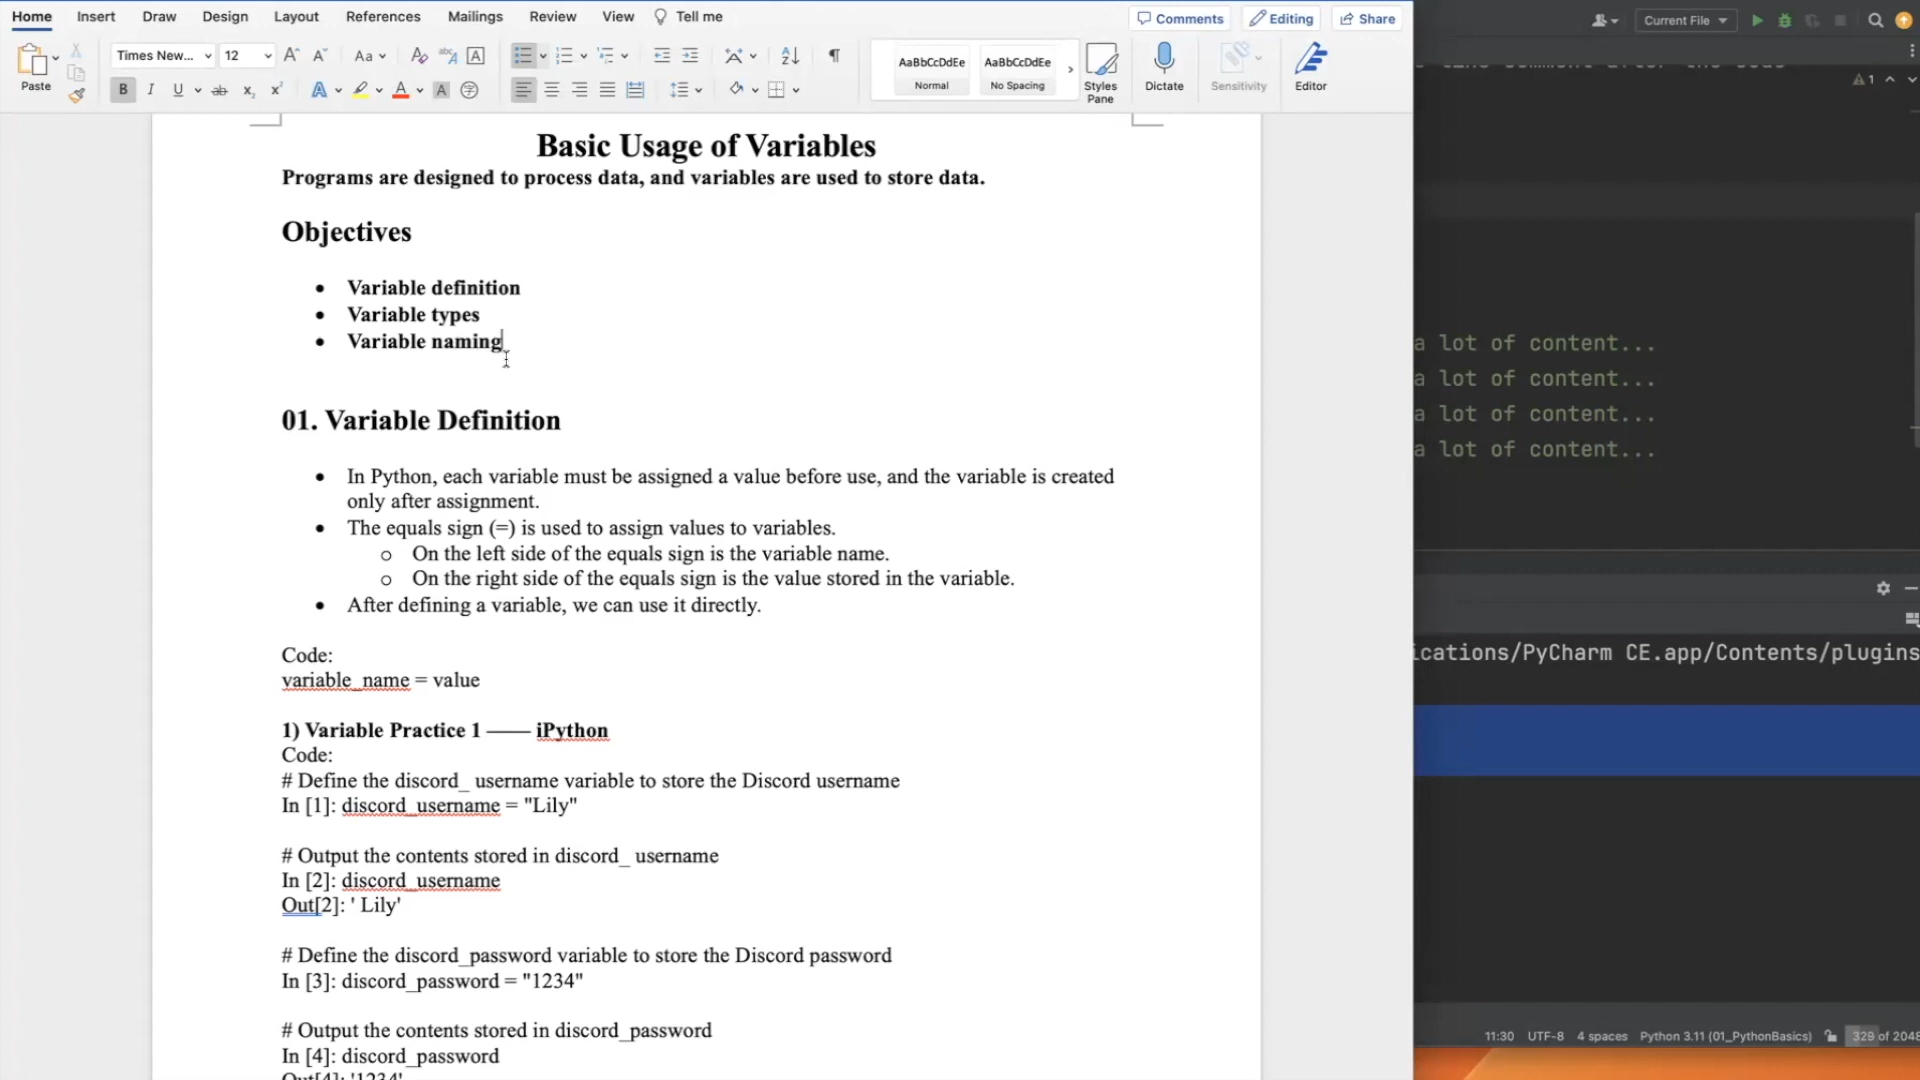 Home Insert Draw Design Layout References Mailings Review View Tell me Comments Editing Share
Current File
Paste
Times New... 12
AaBbCcDdEe AaBbCcDdEe
Normal No Spacing
Styles Pane
Dictate
Sensitivity
Editor
1
Basic Usage of Variables
Programs are designed to process data, and variables are used to store data.
Objectives
• Variable definition
• Variable types
• Variable naming
01. Variable Definition
• In Python, each variable must be assigned a value before use, and the variable is created
only after assignment.
• The equals sign (=) is used to assign values to variables.
o On the left side of the equals sign is the variable name.
o On the right side of the equals sign is the value stored in the variable.
• After defining a variable, we can use it directly.
Code:
variable_name = value
1) Variable Practice 1 —— iPython
Code:
# Define the discord_ username variable to store the Discord username
In [1]: discord_username = "Lily"
# Output the contents stored in discord_ username
In [2]: discord_username
Out[2]: ' Lily'
# Define the discord_password variable to store the Discord password
In [3]: discord_password = "1234"
# Output the contents stored in discord_password
In [4]: discord_password
Out[4]: '1234'
a lot of content...
a lot of content...
a lot of content...
a lot of content...
ications/PyCharm CE.app/Contents/plugins
11:30 UTF-8 4 spaces Python 3.11 (01_PythonBasics) 329 of 2048